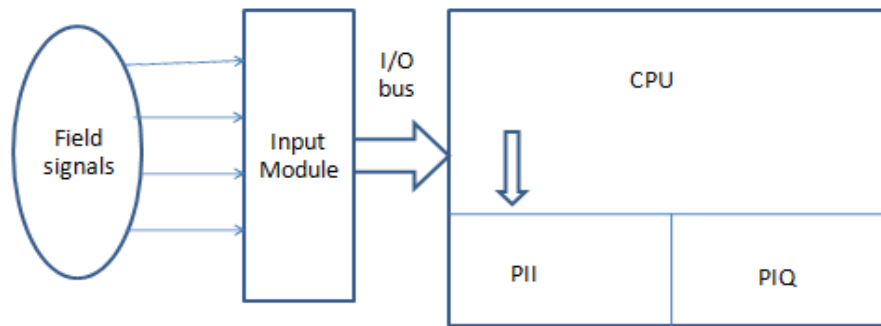 Field
signals
Input
Module
I/O
bus
CPU
PII
PIQ